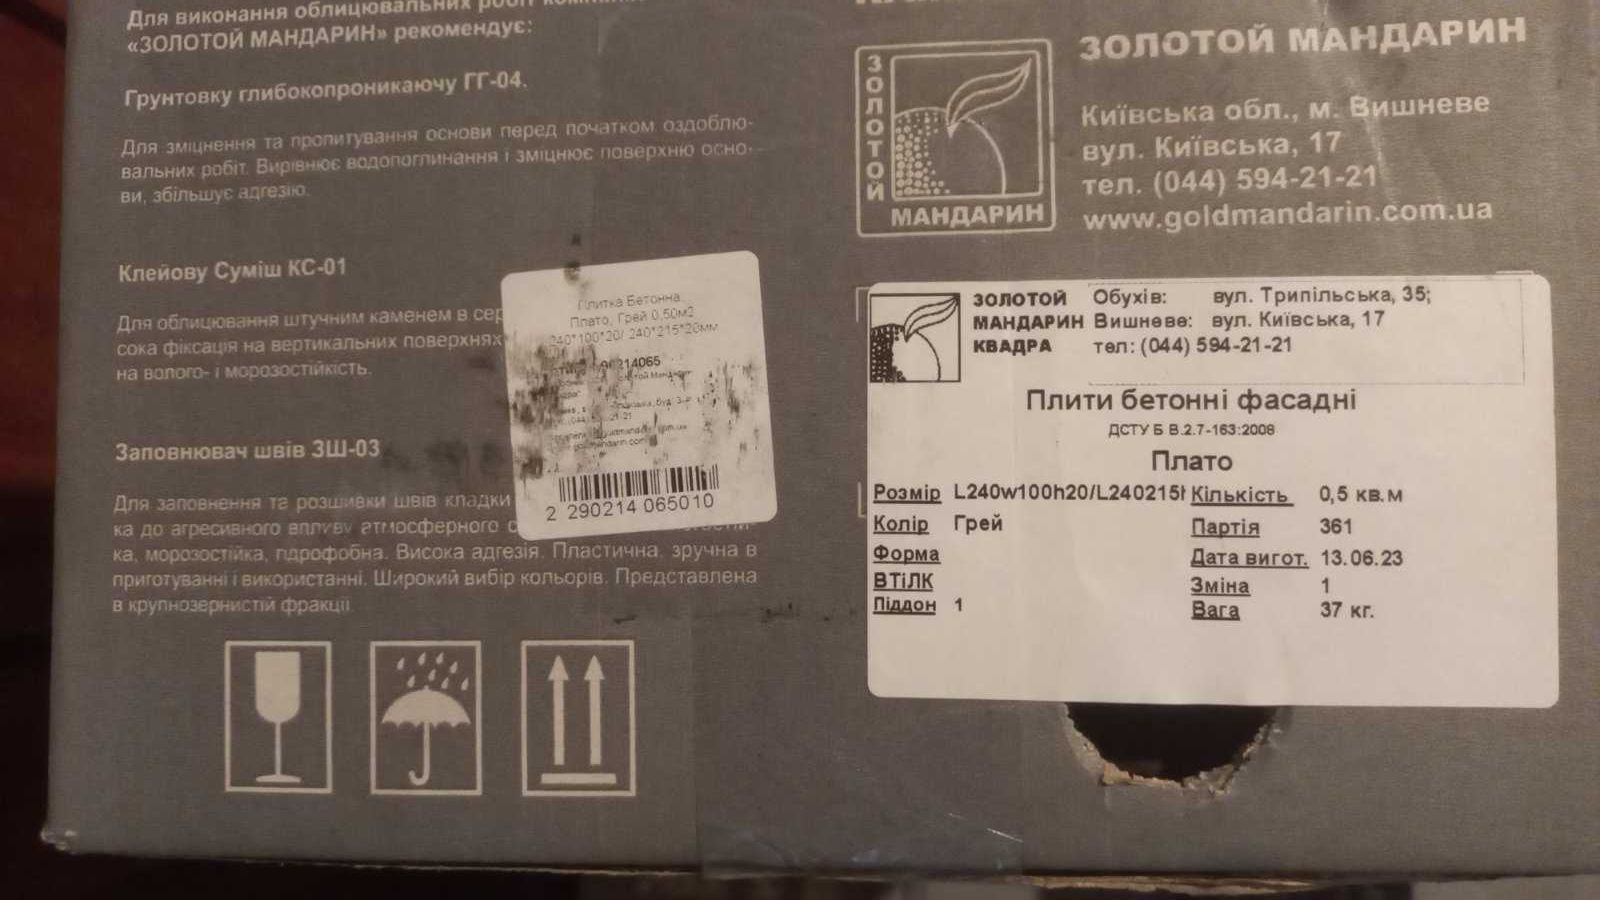 Для виконання облицювальних робіт
«ЗОЛОТОЙ МАНДАРИН» рекомендує:
Грунтовку глибокопроникаючу ГГ-04.
Для зміцнення та пропитування основи перед початком оздоблю-
вальних робіт. Вирівнює водопоглинання і зміцнює поверхню осно-
ви, збільшує адгезію.
Клейову Суміш КС-01
Для облицювання штучним каменем в сер
сока фіксація на вертикальних поверхнях
на волого- і морозостійкість.
Заповнювач швів ЗШ-03
Для заповнення та розшивки швів кладки
ка до агресивного впливу атмосферного
ка, морозостійка, гідрофобна. Висока адгезія. Пластична, зручна в
приготуванні і використанні. Широкий вибір кольорів. Представлена
в крупнозернистій фракції.
Плитка Бетонна
Плато, Грей 0,50м2
240*100*20/ 240*215*20мм
214065
2 290214 065010
ЗОЛОТОЙ
МАНДАРИН
ЗОЛОТОЙ МАНДАРИН
Київська обл., м. Вишневе
вул. Київська, 17
тел. (044) 594-21-21
www.goldmandarin.com.ua
ЗОЛОТОЙ МАНДАРИН КВАДРА
Обухів: вул. Трипільська, 35;
Вишневе: вул. Київська, 17
тел: (044) 594-21-21
Плити бетонні фасадні
ДСТУ Б В.2.7-163:2008
Плато
Розмір L240w100h20/L240215h Кількість 0,5 кв.м
Колір Грей Партія 361
Форма Дата вигот. 13.06.23
ВТіЛК Зміна 1
Піддон 1 Вага 37 кг.